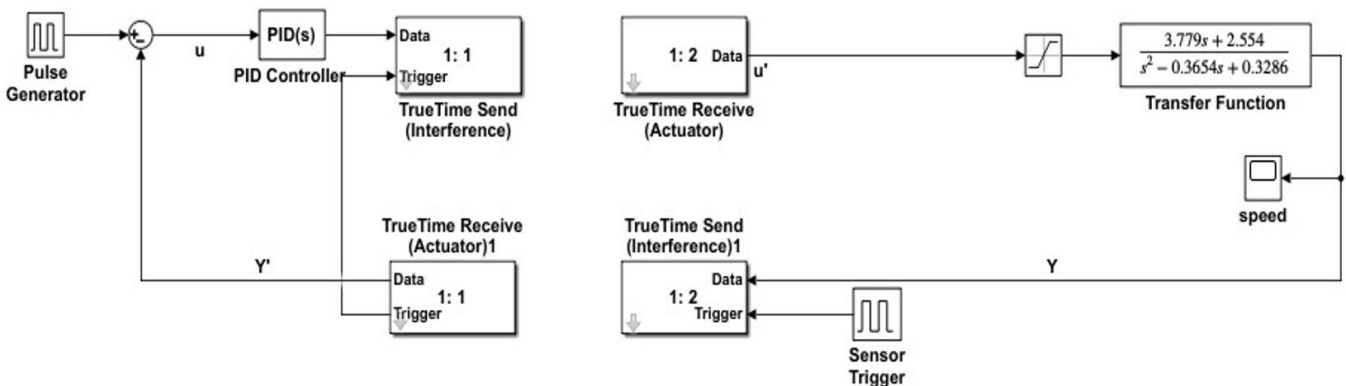 Pulse
Generator
+
−
u
PID(s)
PID Controller
Data
1: 1
Trigger
TrueTime Send
(Interference)
1: 2
Data
TrueTime Receive
(Actuator)
u'
3.779s + 2.554
s² − 0.3654s + 0.3286
Transfer Function
speed
TrueTime Receive
(Actuator)1
Data
1: 1
Trigger
Y'
TrueTime Send
(Interference)1
Data
1: 2
Trigger
Y
Sensor
Trigger